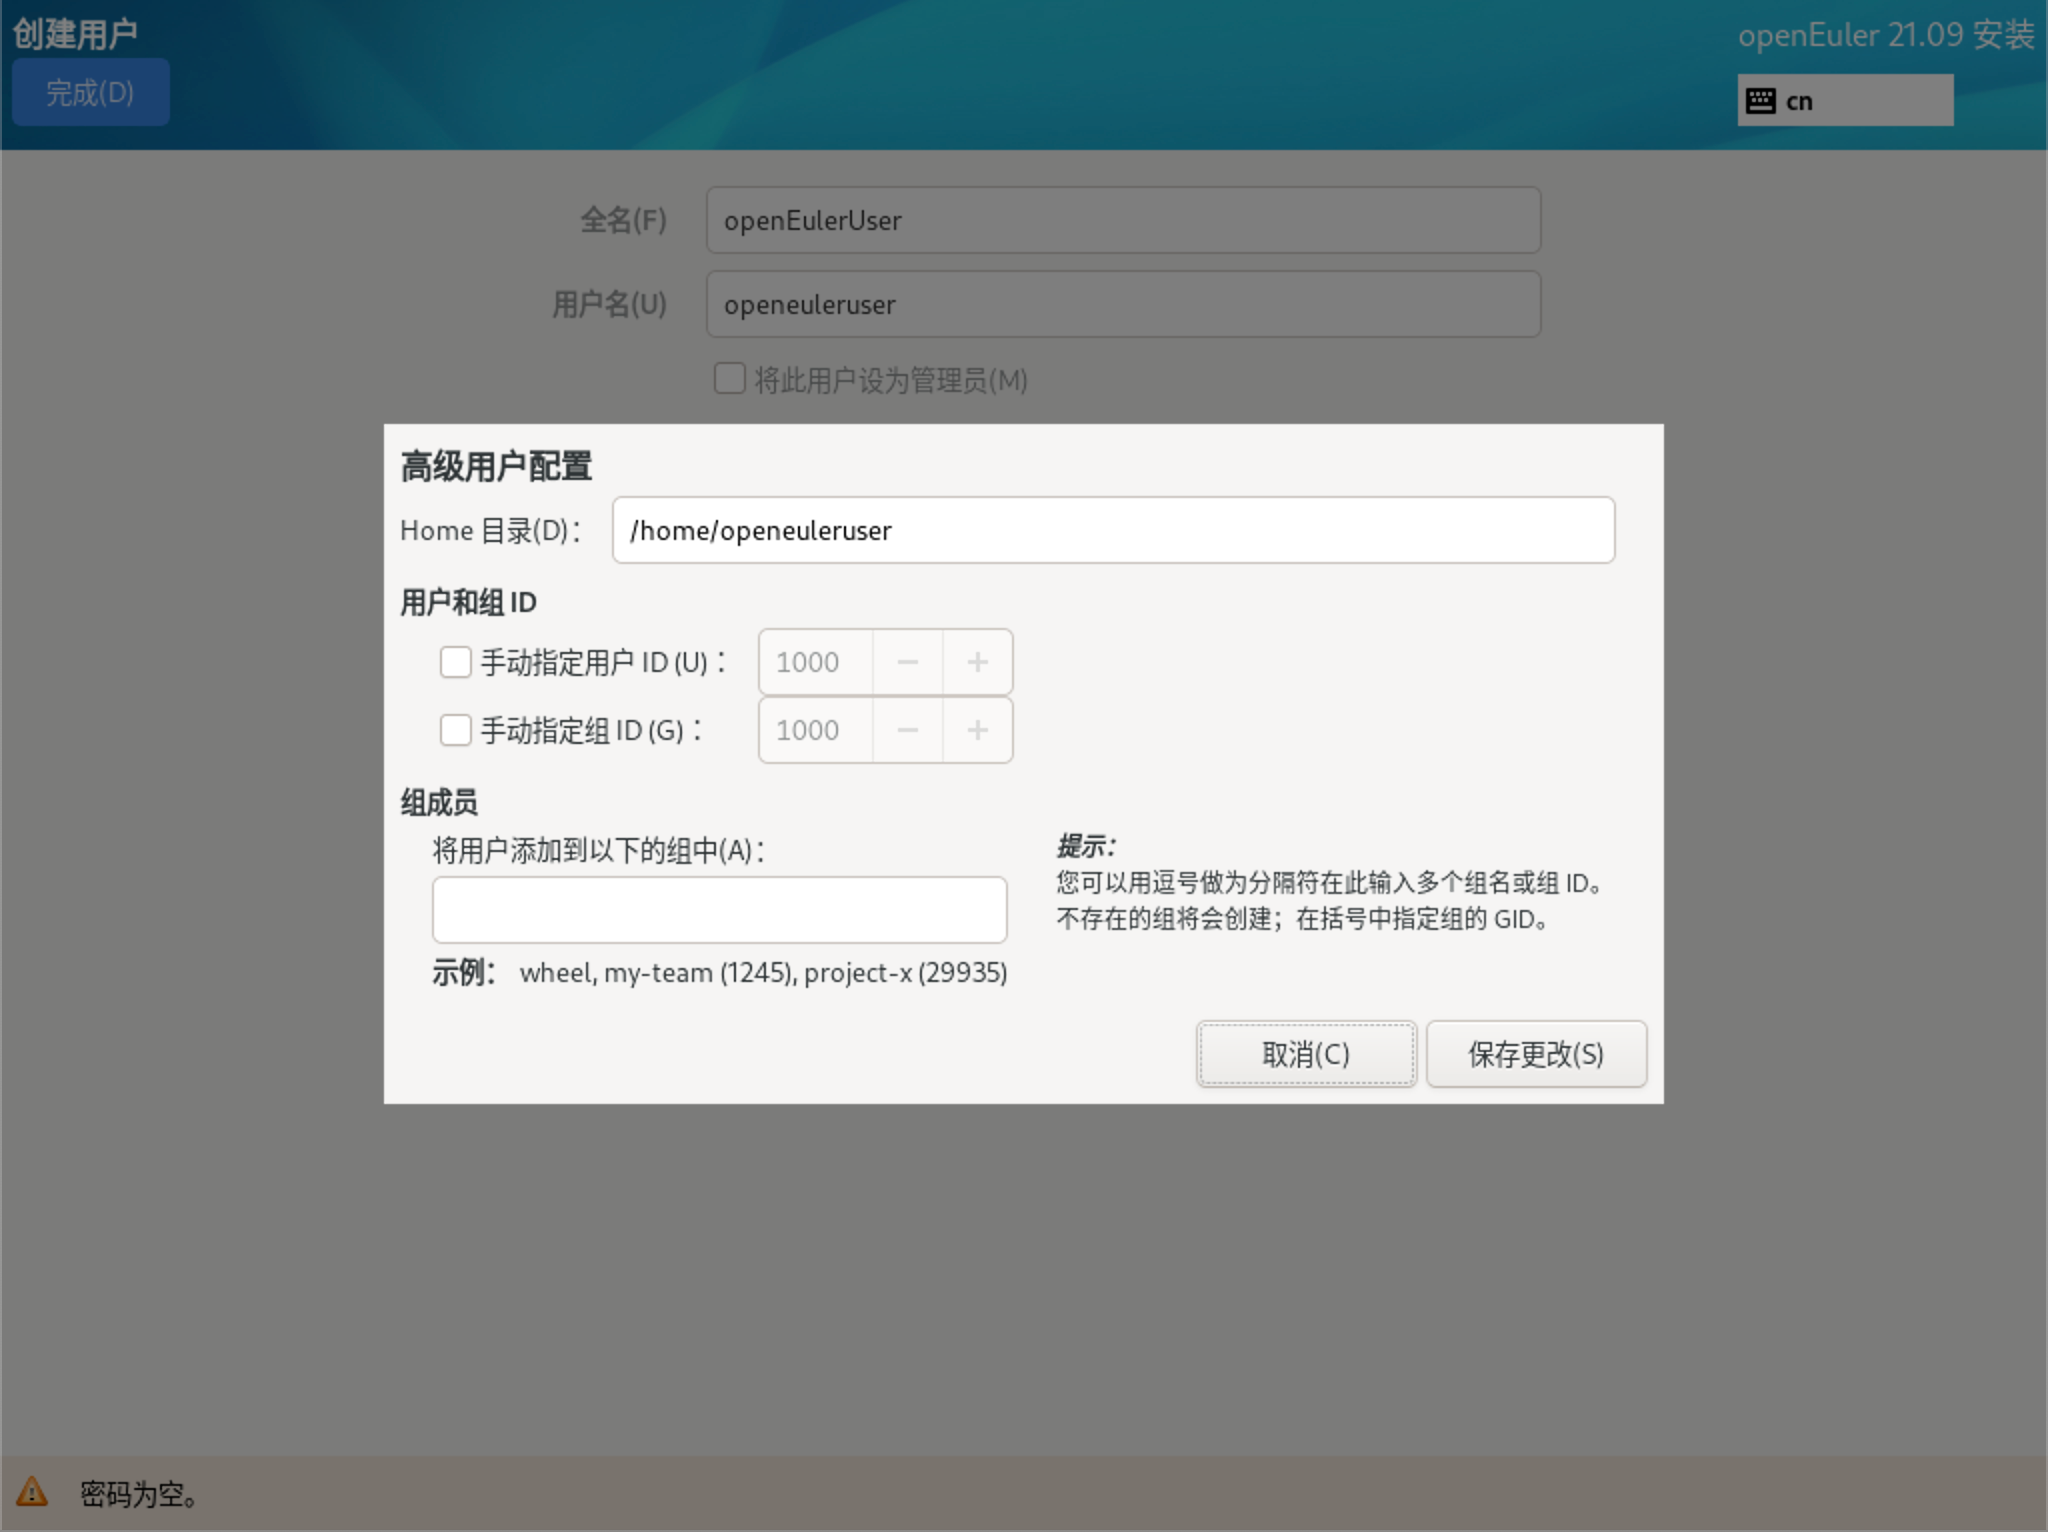 创建用户
openEuler 21.09 安装
完成(D)
cn
全名(F)
openEulerUser
用户名(U)
openeuleruser
将此用户设为管理员(M)
高级用户配置
Home 目录(D)：
/home/openeuleruser
用户和组 ID
手动指定用户 ID (U)：
1000
手动指定组 ID (G)：
1000
组成员
将用户添加到以下的组中(A)：
提示：
您可以用逗号做为分隔符在此输入多个组名或组 ID。
不存在的组将会创建；在括号中指定组的 GID。
示例： wheel, my-team (1245), project-x (29935)
取消(C)
保存更改(S)
密码为空。